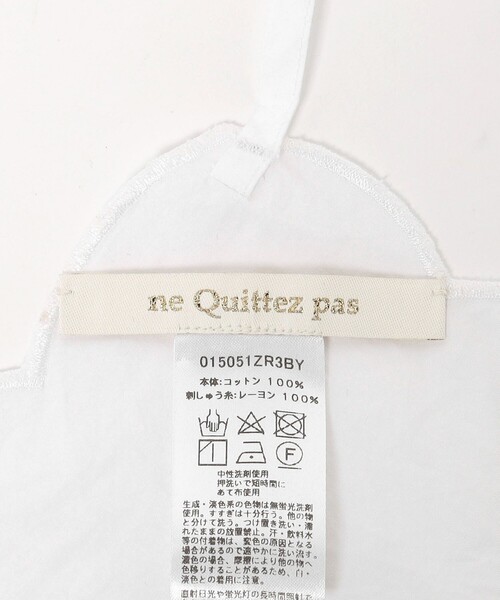 ne Quittez pas
015051ZR3BY
本体:コットン 100%
刺しゅう糸:レーヨン 100%
F
中性洗剤使用
押洗いで短時間に
あて布使用
生成・淡色系の色物は無蛍光洗剤
使用。すすぎは十分行う。他の物
と分けて洗う。つけ置き洗い・濡
れたままの放置禁止。汗・飲料水
等の付着物は、変色の原因となる
場合があるので速やかに洗い流す。
濃色の場合、摩擦により他の物へ
色移りすることがあるため、白・
淡色との着用に注意。
直射日光や蛍光灯の長時間照射